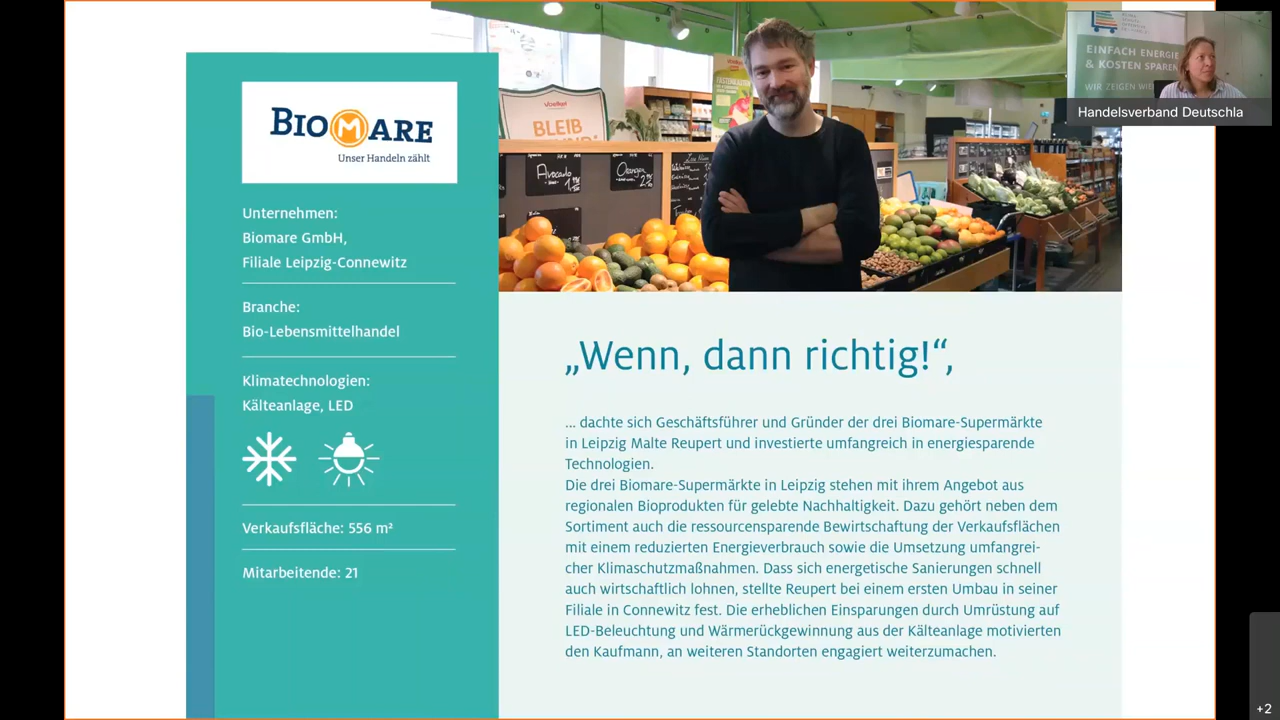 BIOMARE
Unser Handeln zählt
Unternehmen:
Biomare GmbH,
Filiale Leipzig-Connewitz
Branche:
Bio-Lebensmittelhandel
Klimatechnologien:
Kälteanlage, LED
Verkaufsfläche: 556 m²
Mitarbeitende: 21
Voelkel
BLEIB
Voelkel
Avocado
Orangen
„Wenn, dann richtig!“,
... dachte sich Geschäftsführer und Gründer der drei Biomare-Supermärkte
in Leipzig Malte Reupert und investierte umfangreich in energiesparende
Technologien.
Die drei Biomare-Supermärkte in Leipzig stehen mit ihrem Angebot aus
regionalen Bioprodukten für gelebte Nachhaltigkeit. Dazu gehört neben dem
Sortiment auch die ressourcensparende Bewirtschaftung der Verkaufsflächen
mit einem reduzierten Energieverbrauch sowie die Umsetzung umfangrei-
cher Klimaschutzmaßnahmen. Dass sich energetische Sanierungen schnell
auch wirtschaftlich lohnen, stellte Reupert bei einem ersten Umbau in seiner
Filiale in Connewitz fest. Die erheblichen Einsparungen durch Umrüstung auf
LED-Beleuchtung und Wärmerückgewinnung aus der Kälteanlage motivierten
den Kaufmann, an weiteren Standorten engagiert weiterzumachen.
EINFACH ENERGIE
& KOSTEN SPAREN
WIR ZEIGEN WIE
Handelsverband Deutschla
+2